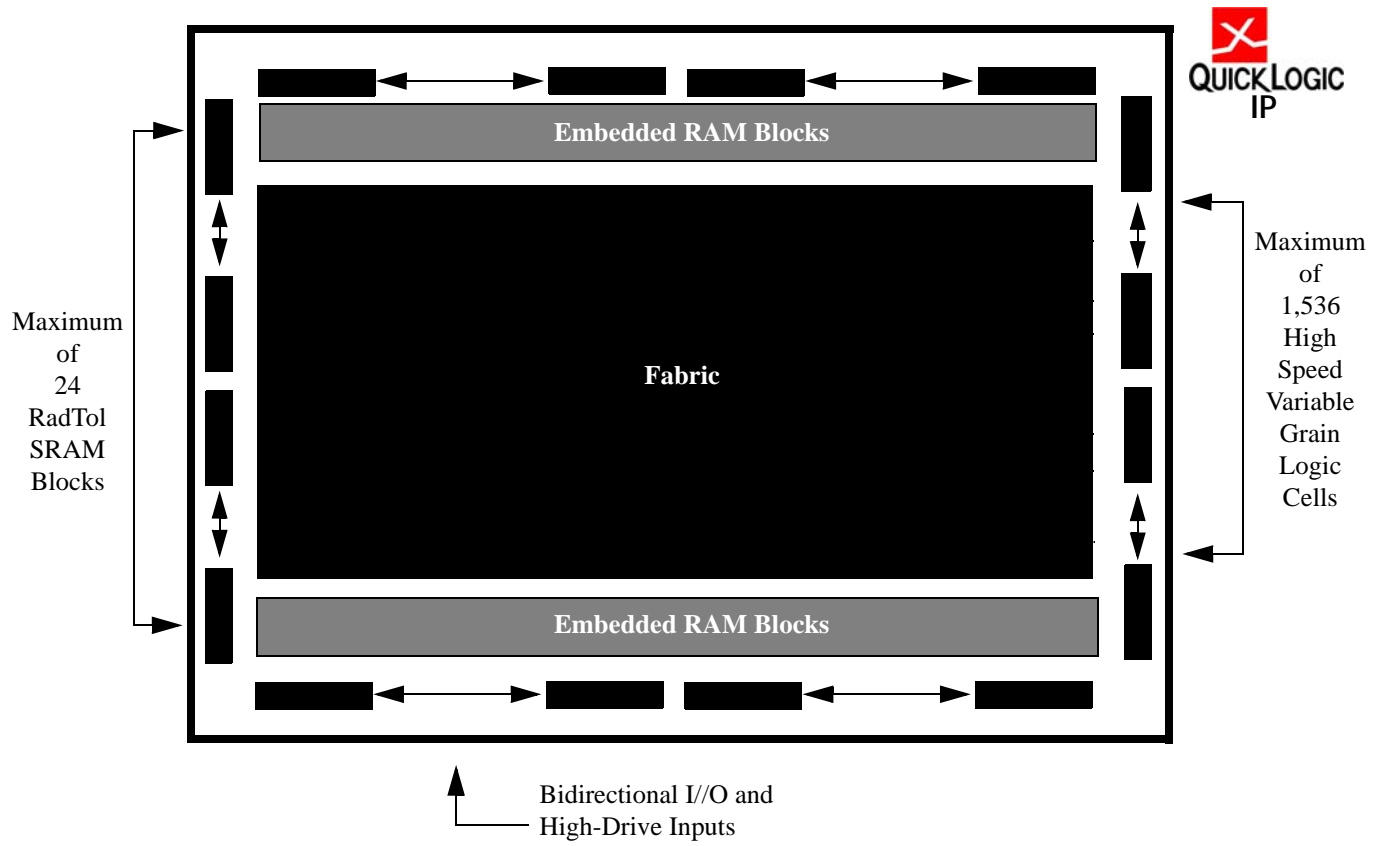 QUICKLOGIC
IP
Embedded RAM Blocks
Maximum
of
24
RadTol
SRAM
Blocks
Fabric
Maximum
of
1,536
High
Speed
Variable
Grain
Logic
Cells
Embedded RAM Blocks
Bidirectional I//O and
High-Drive Inputs